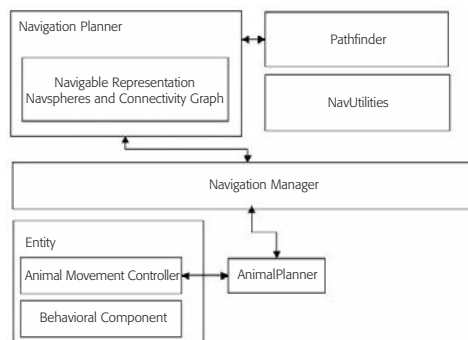 Navigation Planner
Pathfinder
Navigable Representation
Navspheres and Connectivity Graph
NavUtilities
Navigation Manager
Entity
Animal Movement Controller
AnimalPlanner
Behavioral Component